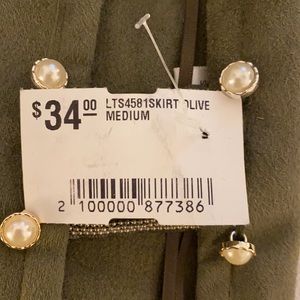 $34.00 LTS4581SKIRT OLIVE
MEDIUM
2 100000 877386